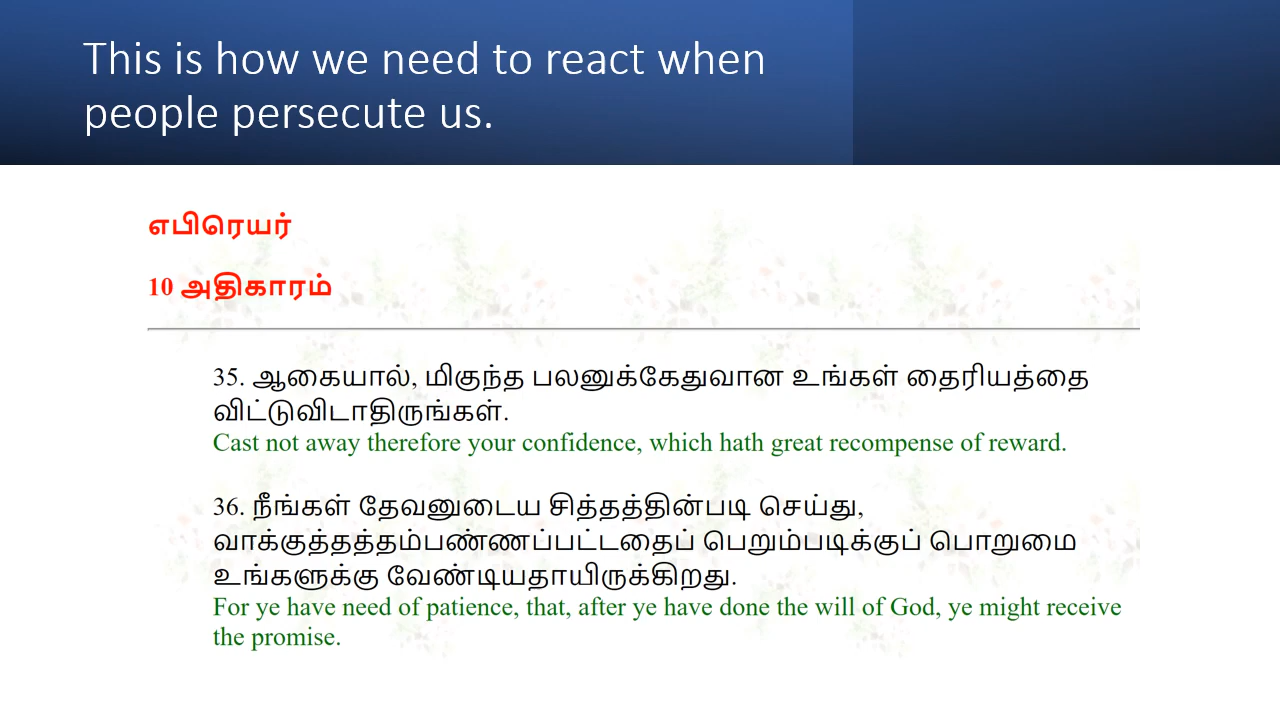 This is how we need to react when
people persecute us.
எபிரெயர்
10 அதிகாரம்
35. ஆகையால், மிகுந்த பலனுக்கேதுவான உங்கள் தைரியத்தை
விட்டுவிடாதிருங்கள்.
Cast not away therefore your confidence, which hath great recompense of reward.
36. நீங்கள் தேவனுடைய சித்தத்தின்படி செய்து,
வாக்குத்தத்தம்பண்ணப்பட்டதைப் பெறும்படிக்குப் பொறுமை
உங்களுக்கு வேண்டியதாயிருக்கிறது.
For ye have need of patience, that, after ye have done the will of God, ye might receive
the promise.